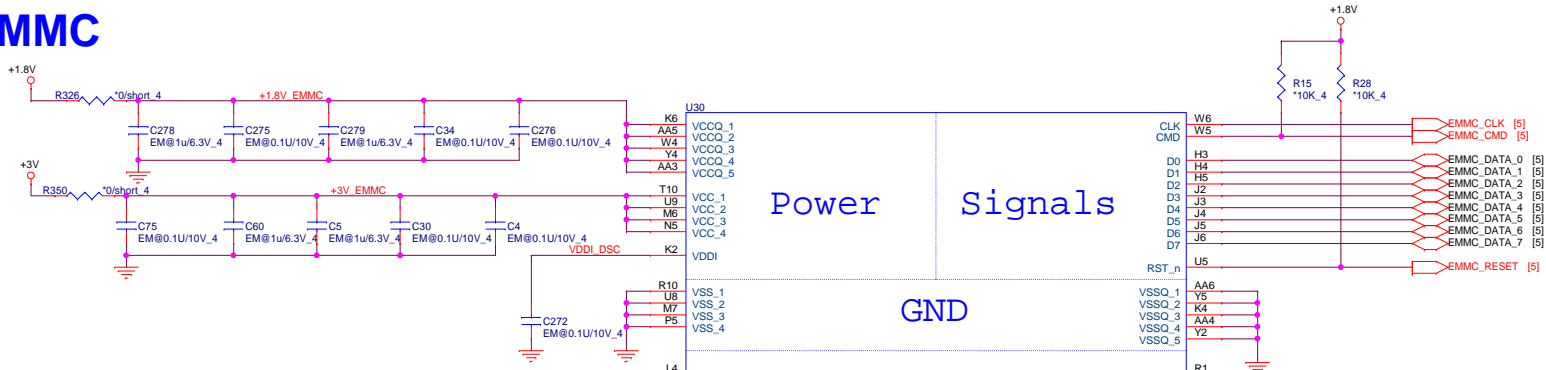 MMC
+1.8V
R326
*0/short_4
+1.8V_EMMC
C278
EM@1u/6.3V_4
C275
EM@0.1U/10V_4
C279
EM@1u/6.3V_4
C34
EM@0.1U/10V_4
C276
EM@0.1U/10V_4
+3V
R350
*0/short_4
+3V_EMMC
C75
EM@0.1U/10V_4
C60
EM@1u/6.3V_4
C5
EM@1u/6.3V_4
C30
EM@0.1U/10V_4
C4
EM@0.1U/10V_4
VDDI_DSC
C272
EM@0.1U/10V_4
U30
K6 VCCQ_1
AA5 VCCQ_2
W4 VCCQ_3
Y4 VCCQ_4
AA3 VCCQ_5
T10 VCC_1
U9 VCC_2
M6 VCC_3
N5 VCC_4
K2 VDDI
R10 VSS_1
U8 VSS_2
M7 VSS_3
P5 VSS_4
L4
Power
Signals
GND
+1.8V
R15
*10K_4
R28
*10K_4
CLK W6 EMMC_CLK [5]
CMD W5 EMMC_CMD [5]
D0 H3 EMMC_DATA_0 [5]
D1 H4 EMMC_DATA_1 [5]
D2 H5 EMMC_DATA_2 [5]
D3 J2 EMMC_DATA_3 [5]
D4 J3 EMMC_DATA_4 [5]
D5 J4 EMMC_DATA_5 [5]
D6 J5 EMMC_DATA_6 [5]
D7 J6 EMMC_DATA_7 [5]
RST_n U5 EMMC_RESET [5]
VSSQ_1 AA6
VSSQ_2 Y5
VSSQ_3 K4
VSSQ_4 AA4
VSSQ_5 Y2
R1